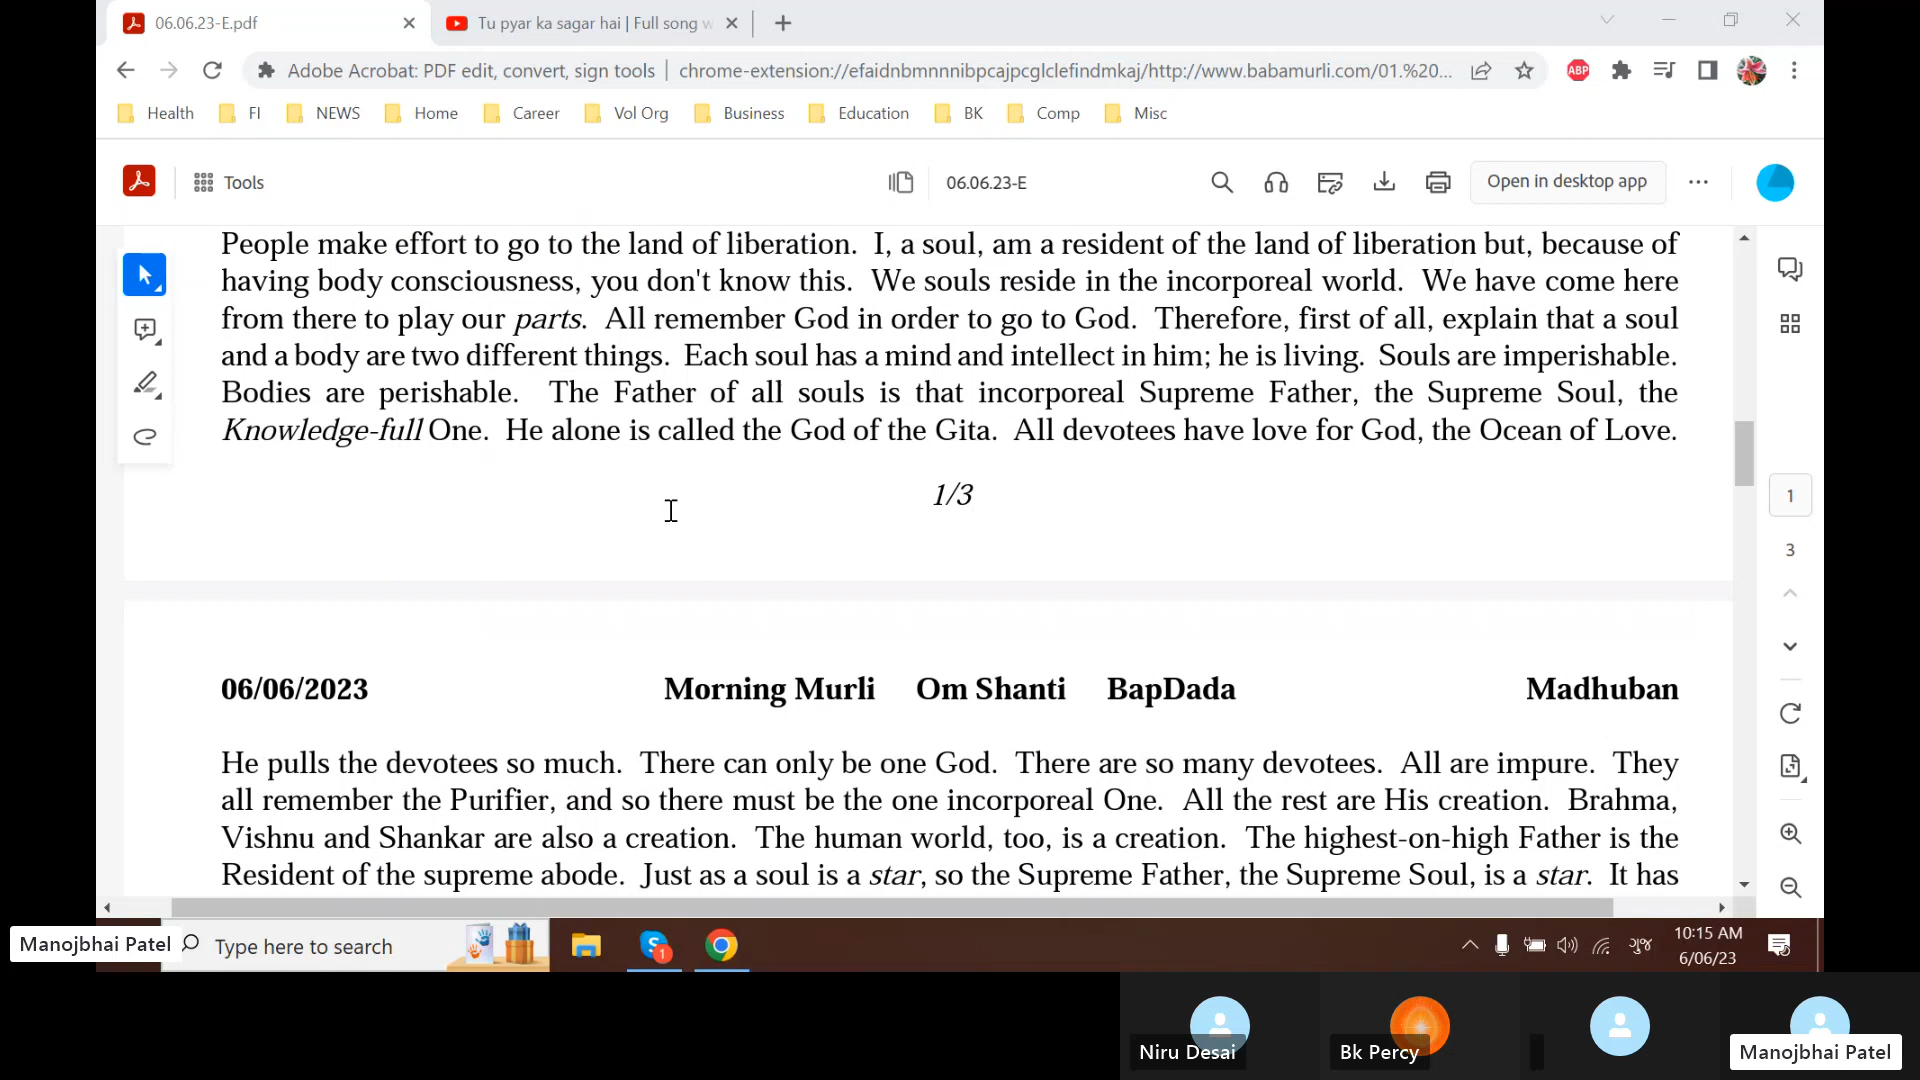 06.06.23-E.pdf
Tu pyar ka sagar hai | Full song w
Adobe Acrobat: PDF edit, convert, sign tools
chrome-extension://efaidnbmnnnibpcajpcglclefindmkaj/http://www.babamurli.com/01.%20...
ABP
Health FI NEWS Home Career Vol Org Business Education BK Comp Misc
Tools
06.06.23-E
Open in desktop app
People make effort to go to the land of liberation. I, a soul, am a resident of the land of liberation but, because of
having body consciousness, you don't know this. We souls reside in the incorporeal world. We have come here
from there to play our parts. All remember God in order to go to God. Therefore, first of all, explain that a soul
and a body are two different things. Each soul has a mind and intellect in him; he is living. Souls are imperishable.
Bodies are perishable. The Father of all souls is that incorporeal Supreme Father, the Supreme Soul, the
Knowledge-full One. He alone is called the God of the Gita. All devotees have love for God, the Ocean of Love.
1/3
1
3
06/06/2023 Morning Murli Om Shanti BapDada Madhuban
He pulls the devotees so much. There can only be one God. There are so many devotees. All are impure. They
all remember the Purifier, and so there must be the one incorporeal One. All the rest are His creation. Brahma,
Vishnu and Shankar are also a creation. The human world, too, is a creation. The highest-on-high Father is the
Resident of the supreme abode. Just as a soul is a star, so the Supreme Father, the Supreme Soul, is a star. It has
Manojbhai Patel
Type here to search
1
ગુજ
10:15 AM
6/06/23
Niru Desai
Bk Percy
Manojbhai Patel